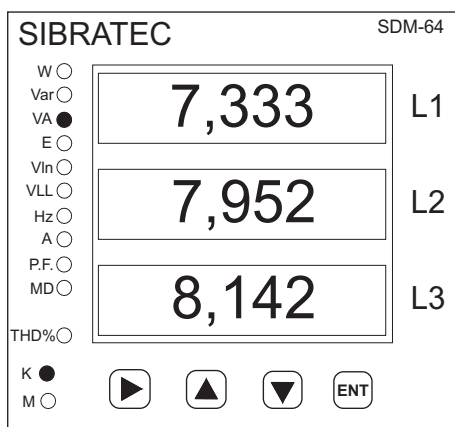 SIBRATEC
SDM-64
W
Var
VA
E
Vln
VLL
Hz
A
P.F.
MD
THD%
K
M
7,333
L1
7,952
L2
8,142
L3
ENT